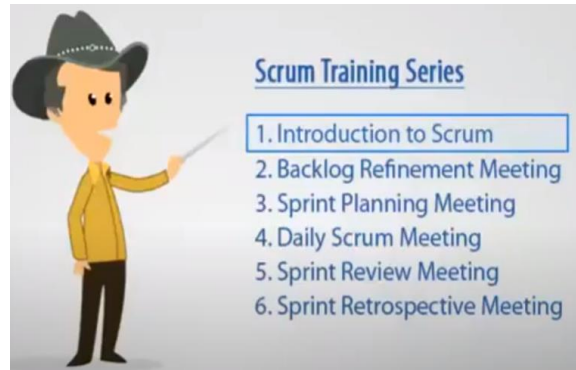 Scrum Training Series
1. Introduction to Scrum
2. Backlog Refinement Meeting
3. Sprint Planning Meeting
4. Daily Scrum Meeting
5. Sprint Review Meeting
6. Sprint Retrospective Meeting